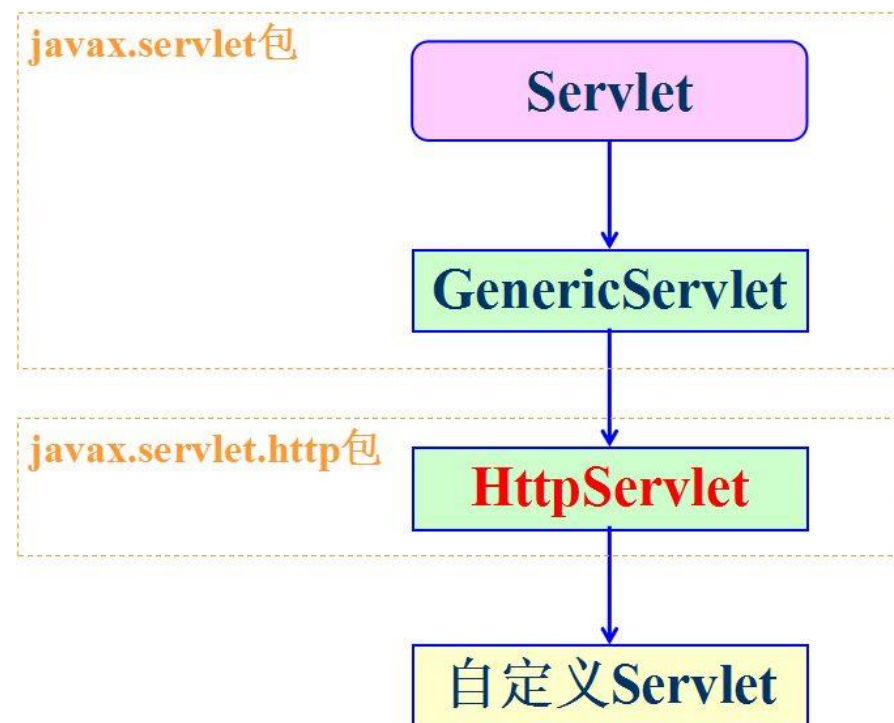 javax.servlet包
Servlet
GenericServlet
javax.servlet.http包
HttpServlet
自定义Servlet